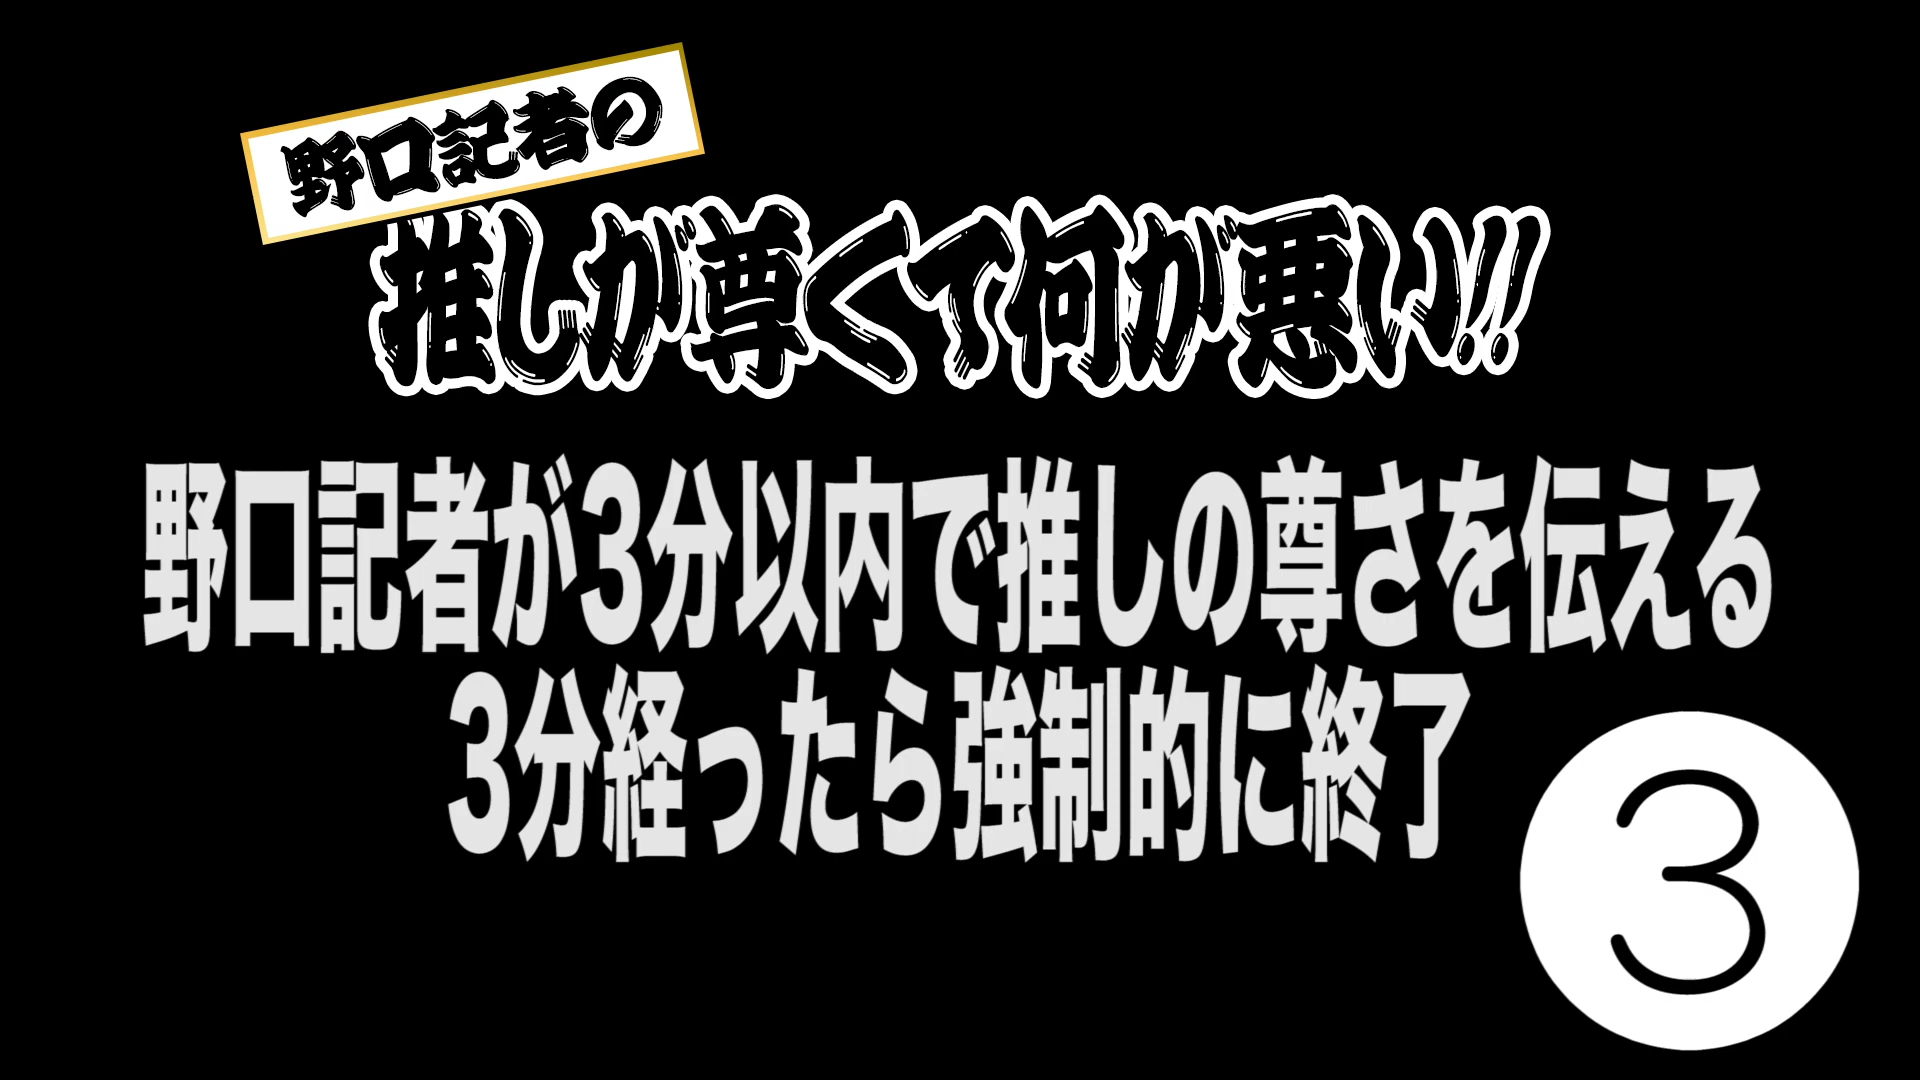 野口記者の
推しが尊くて何が悪い!!
野口記者が3分以内で推しの尊さを伝える
3分経ったら強制的に終了
3